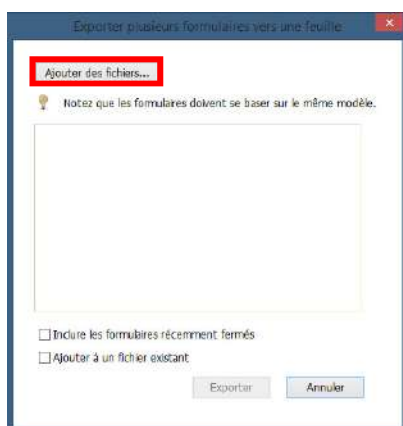 Exporter plusieurs formulaires vers une feuille
Ajouter des fichiers...
Notez que les formulaires doivent se baser sur le même modèle.
Inclure les formulaires récemment fermés
Ajouter à un fichier existant
Exporter
Annuler